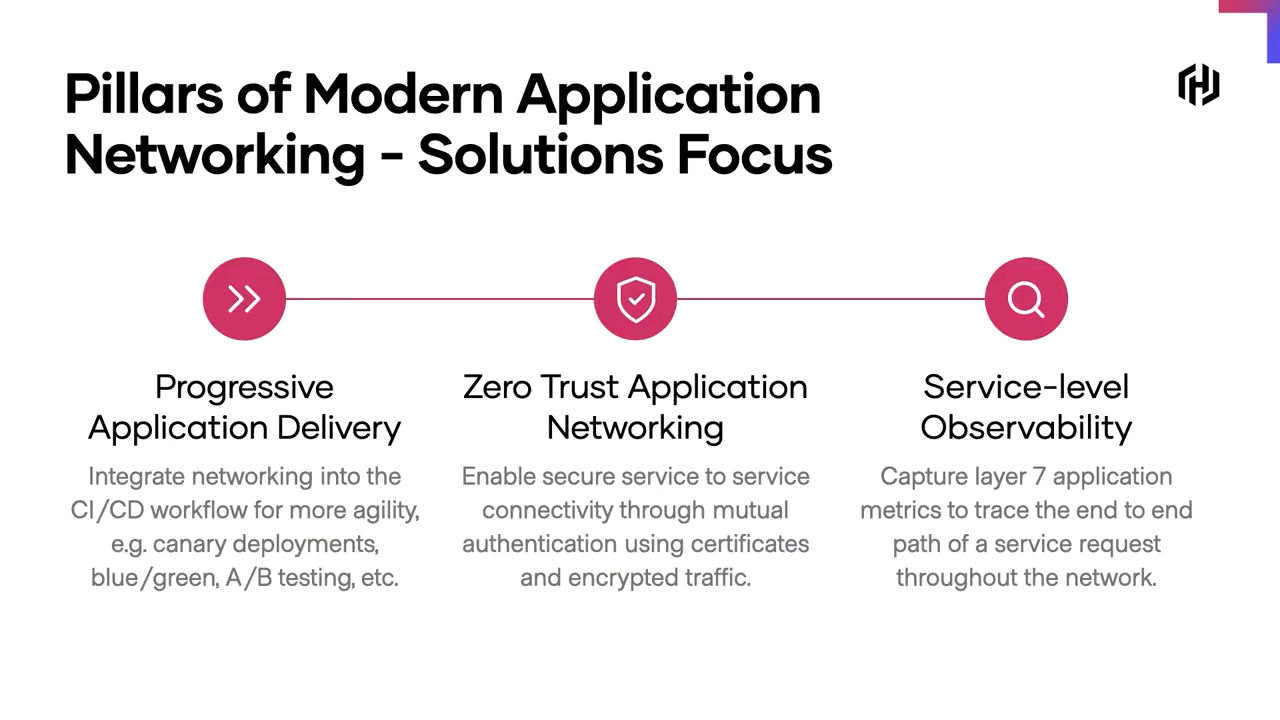 Pillars of Modern Application
Networking - Solutions Focus
Progressive
Application Delivery
Integrate networking into the
CI/CD workflow for more agility,
e.g. canary deployments,
blue/green, A/B testing, etc.
Zero Trust Application
Networking
Enable secure service to service
connectivity through mutual
authentication using certificates
and encrypted traffic.
Service-level
Observability
Capture layer 7 application
metrics to trace the end to end
path of a service request
throughout the network.